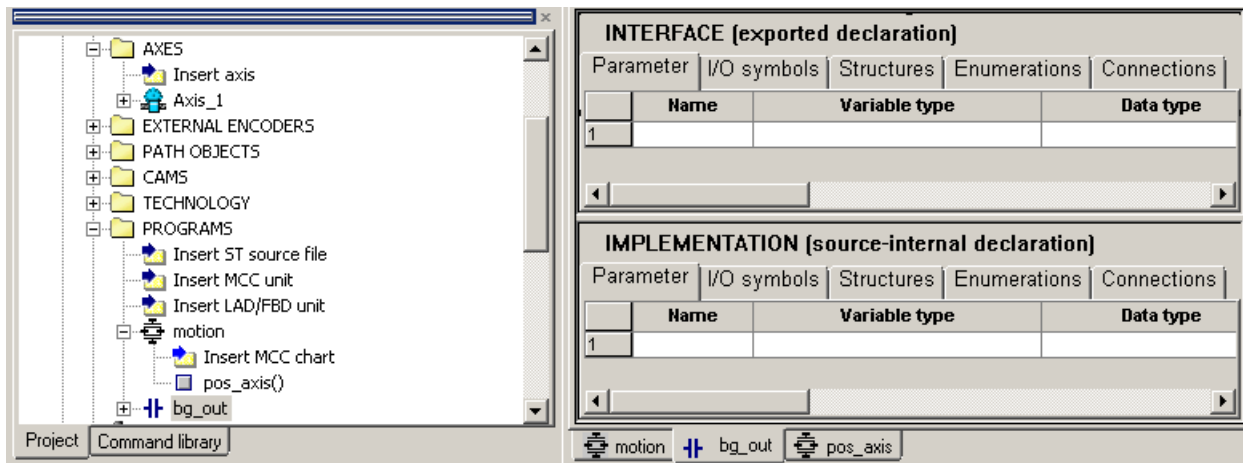 AXES
Insert axis
Axis_1
EXTERNAL ENCODERS
PATH OBJECTS
CAMS
TECHNOLOGY
PROGRAMS
Insert ST source file
Insert MCC unit
Insert LAD/FBD unit
motion
Insert MCC chart
pos_axis()
bg_out
Project Command library
INTERFACE (exported declaration)
Parameter I/O symbols Structures Enumerations Connections
Name Variable type Data type
1
IMPLEMENTATION (source-internal declaration)
Parameter I/O symbols Structures Enumerations Connections
Name Variable type Data type
1
motion bg_out pos_axis